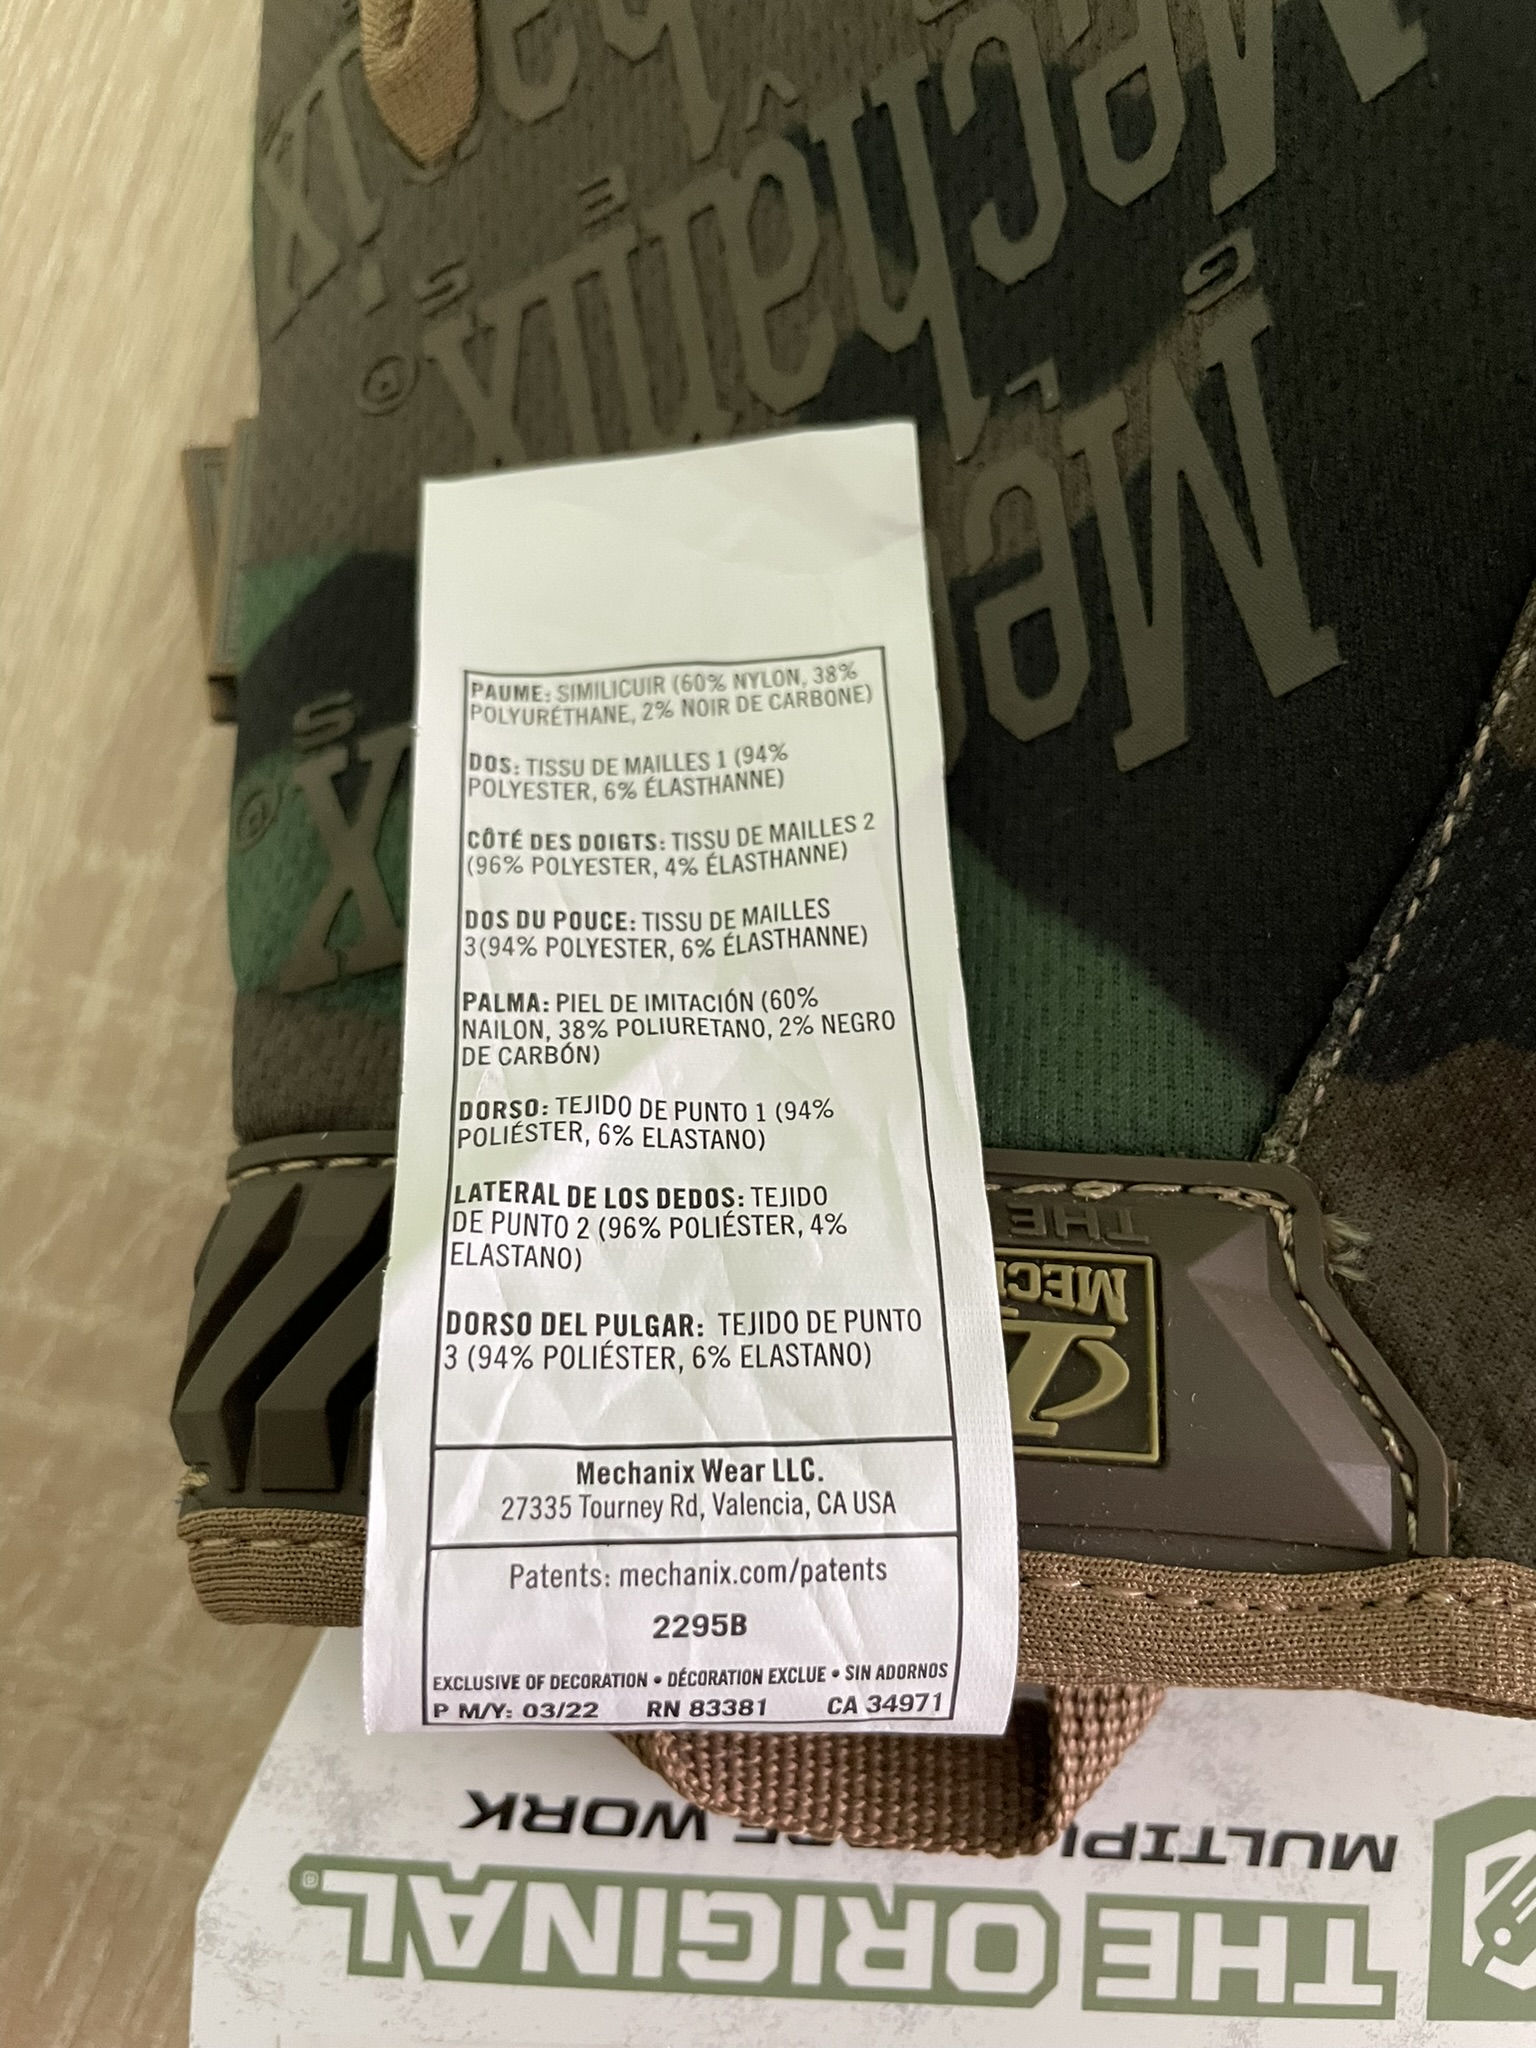 PAUME: SIMILICUIR (60% NYLON, 38%
POLYURÉTHANE, 2% NOIR DE CARBONE)
DOS: TISSU DE MAILLES 1 (94%
POLYESTER, 6% ÉLASTHANNE)
CÔTÉ DES DOIGTS: TISSU DE MAILLES 2
(96% POLYESTER, 4% ÉLASTHANNE)
DOS DU POUCE: TISSU DE MAILLES
3(94% POLYESTER, 6% ÉLASTHANNE)
PALMA: PIEL DE IMITACIÓN (60%
NAILON, 38% POLIURETANO, 2% NEGRO
DE CARBÓN)
DORSO: TEJIDO DE PUNTO 1 (94%
POLIÉSTER, 6% ELASTANO)
LATERAL DE LOS DEDOS: TEJIDO
DE PUNTO 2 (96% POLIÉSTER, 4%
ELASTANO)
DORSO DEL PULGAR: TEJIDO DE PUNTO
3 (94% POLIÉSTER, 6% ELASTANO)
Mechanix Wear LLC.
27335 Tourney Rd, Valencia, CA USA
Patents: mechanix.com/patents
2295B
EXCLUSIVE OF DECORATION • DÉCORATION EXCLUE • SIN ADORNOS
P M/Y: 03/22 RN 83381 CA 34971
Mechanix
THE
WORK
THE ORIGINAL®